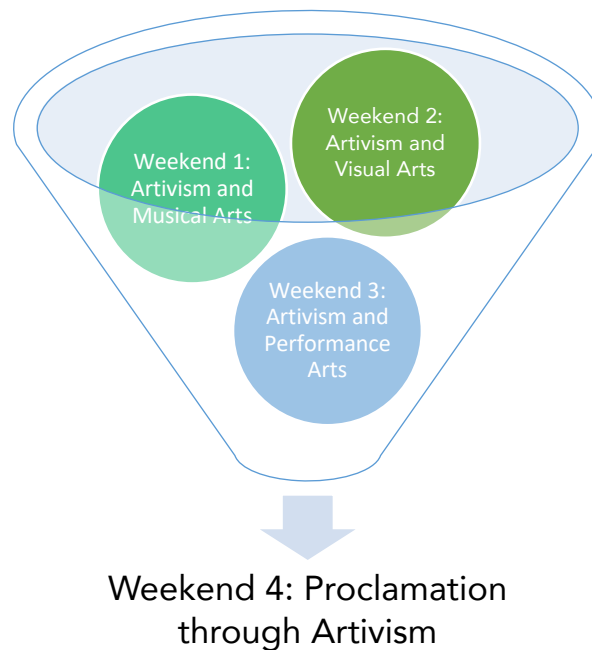 Weekend 1:
Artivism and
Musical Arts
Weekend 2:
Artivism and
Visual Arts
Weekend 3:
Artivism and
Performance
Arts
Weekend 4: Proclamation
through Artivism